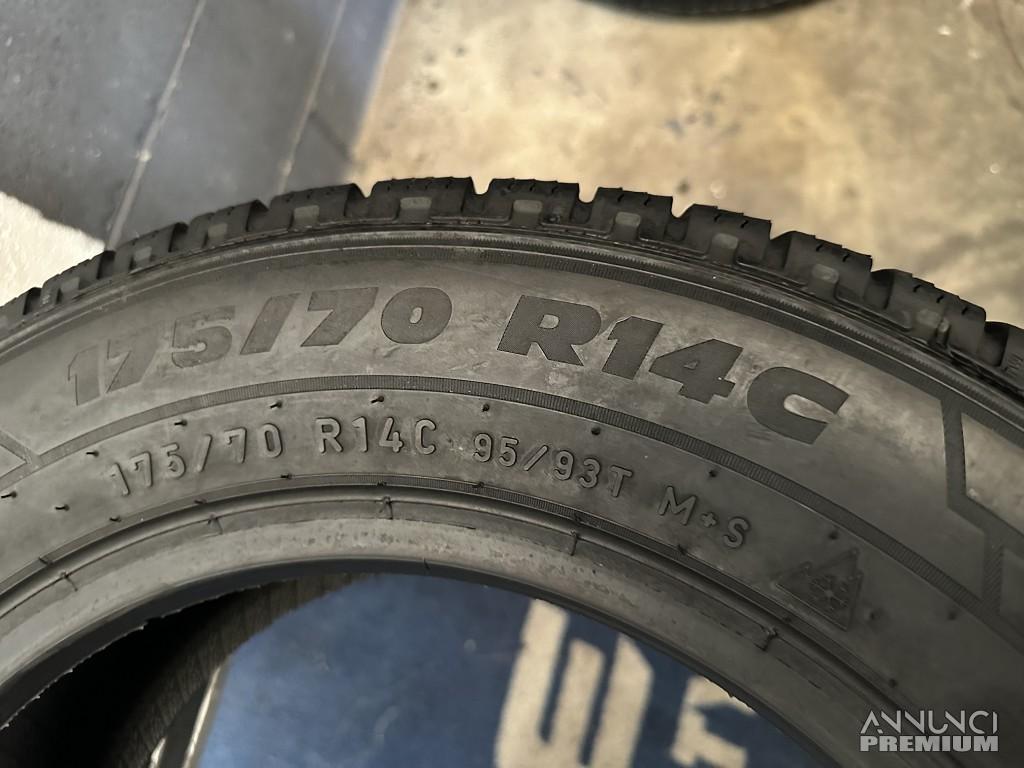 175/70 R14C
175/70 R14C 95/93T M+S
ANNUNCI
PREMIUM